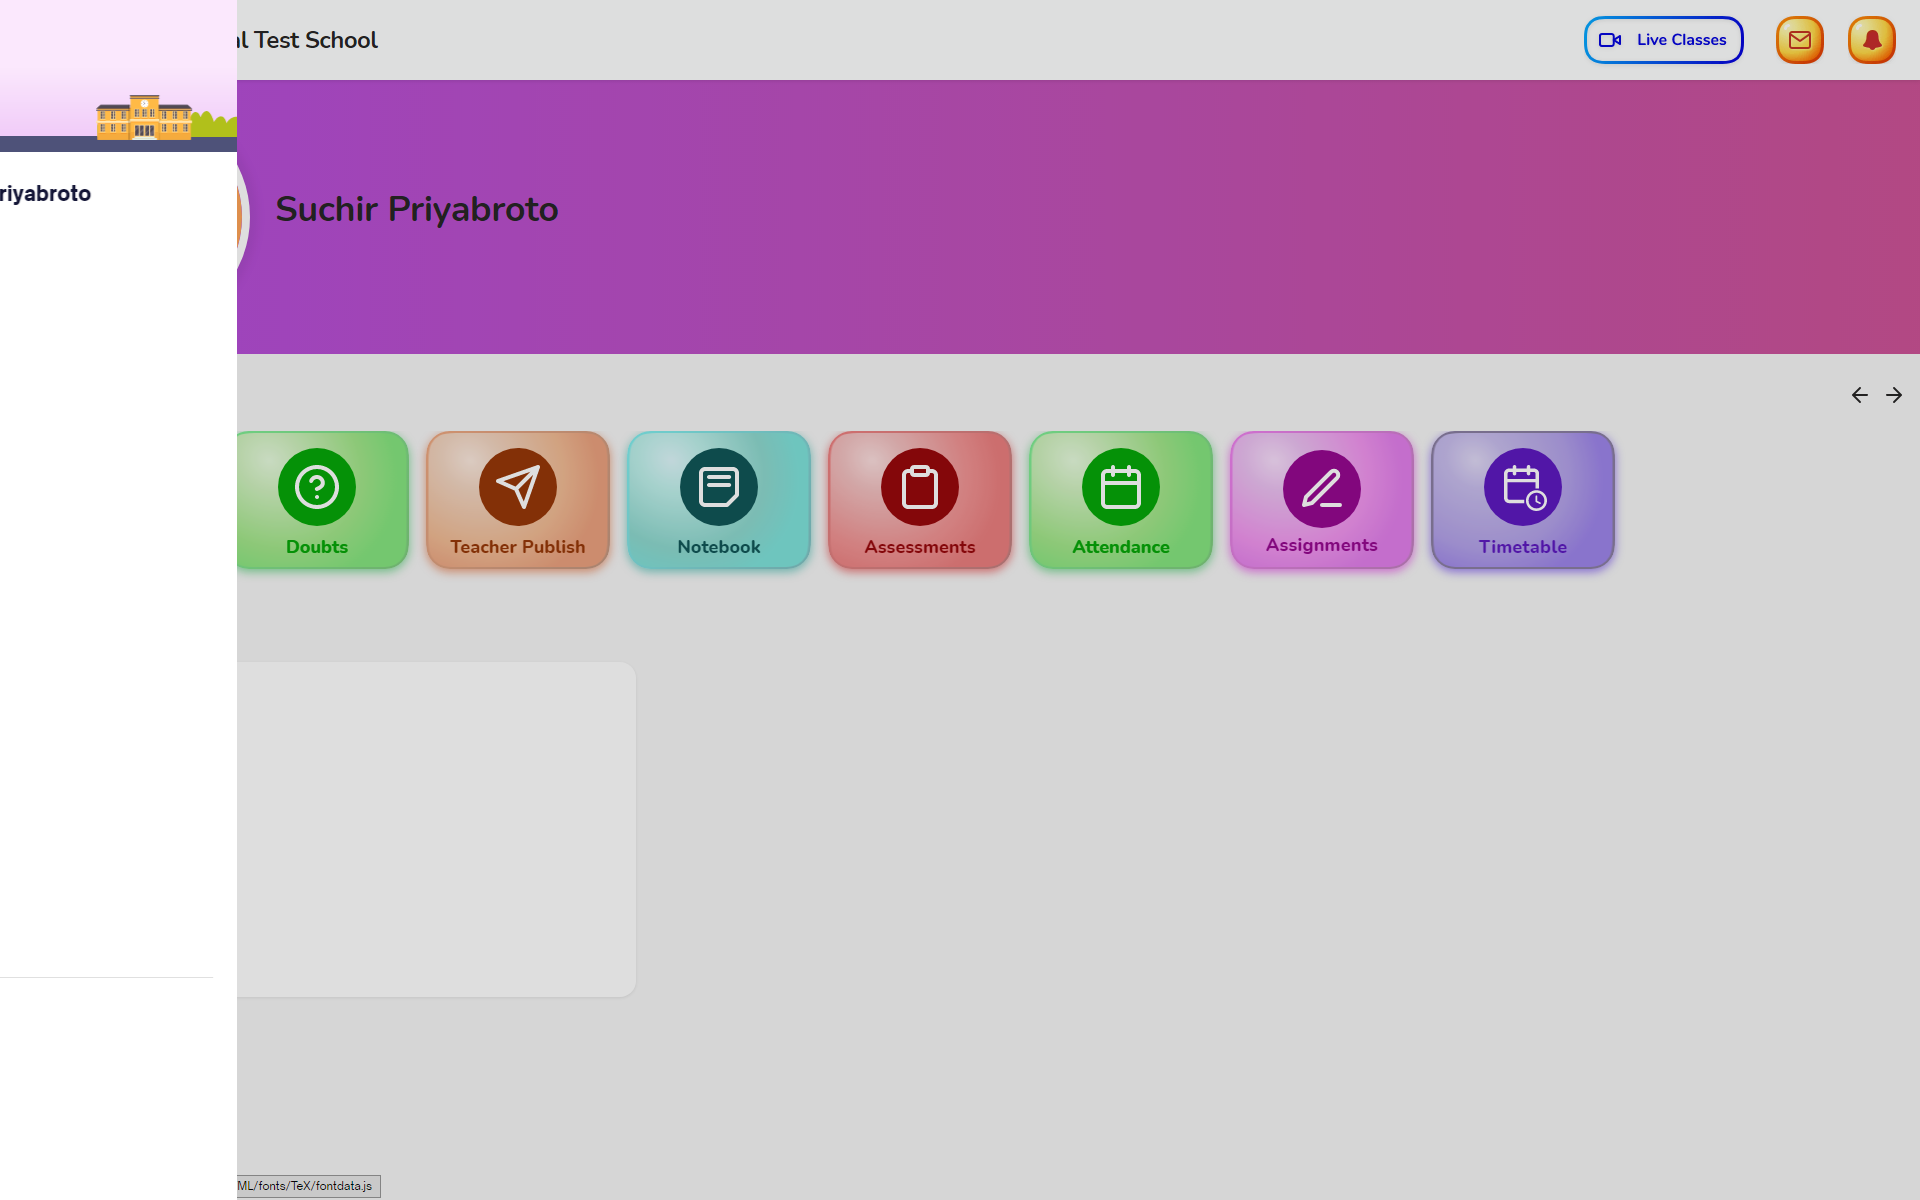 l Test School
Live Classes
riyabroto
Suchir Priyabroto
Doubts
Teacher Publish
Notebook
Assessments
Attendance
Assignments
Timetable
ML/fonts/TeX/fontdata.js